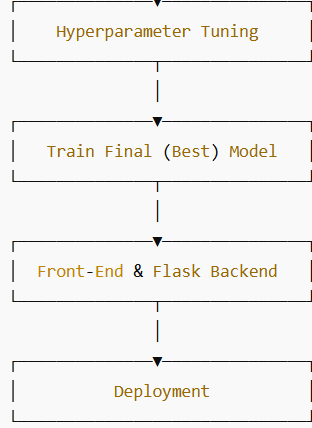 Hyperparameter Tuning
Train Final (Best) Model
Front-End & Flask Backend
Deployment